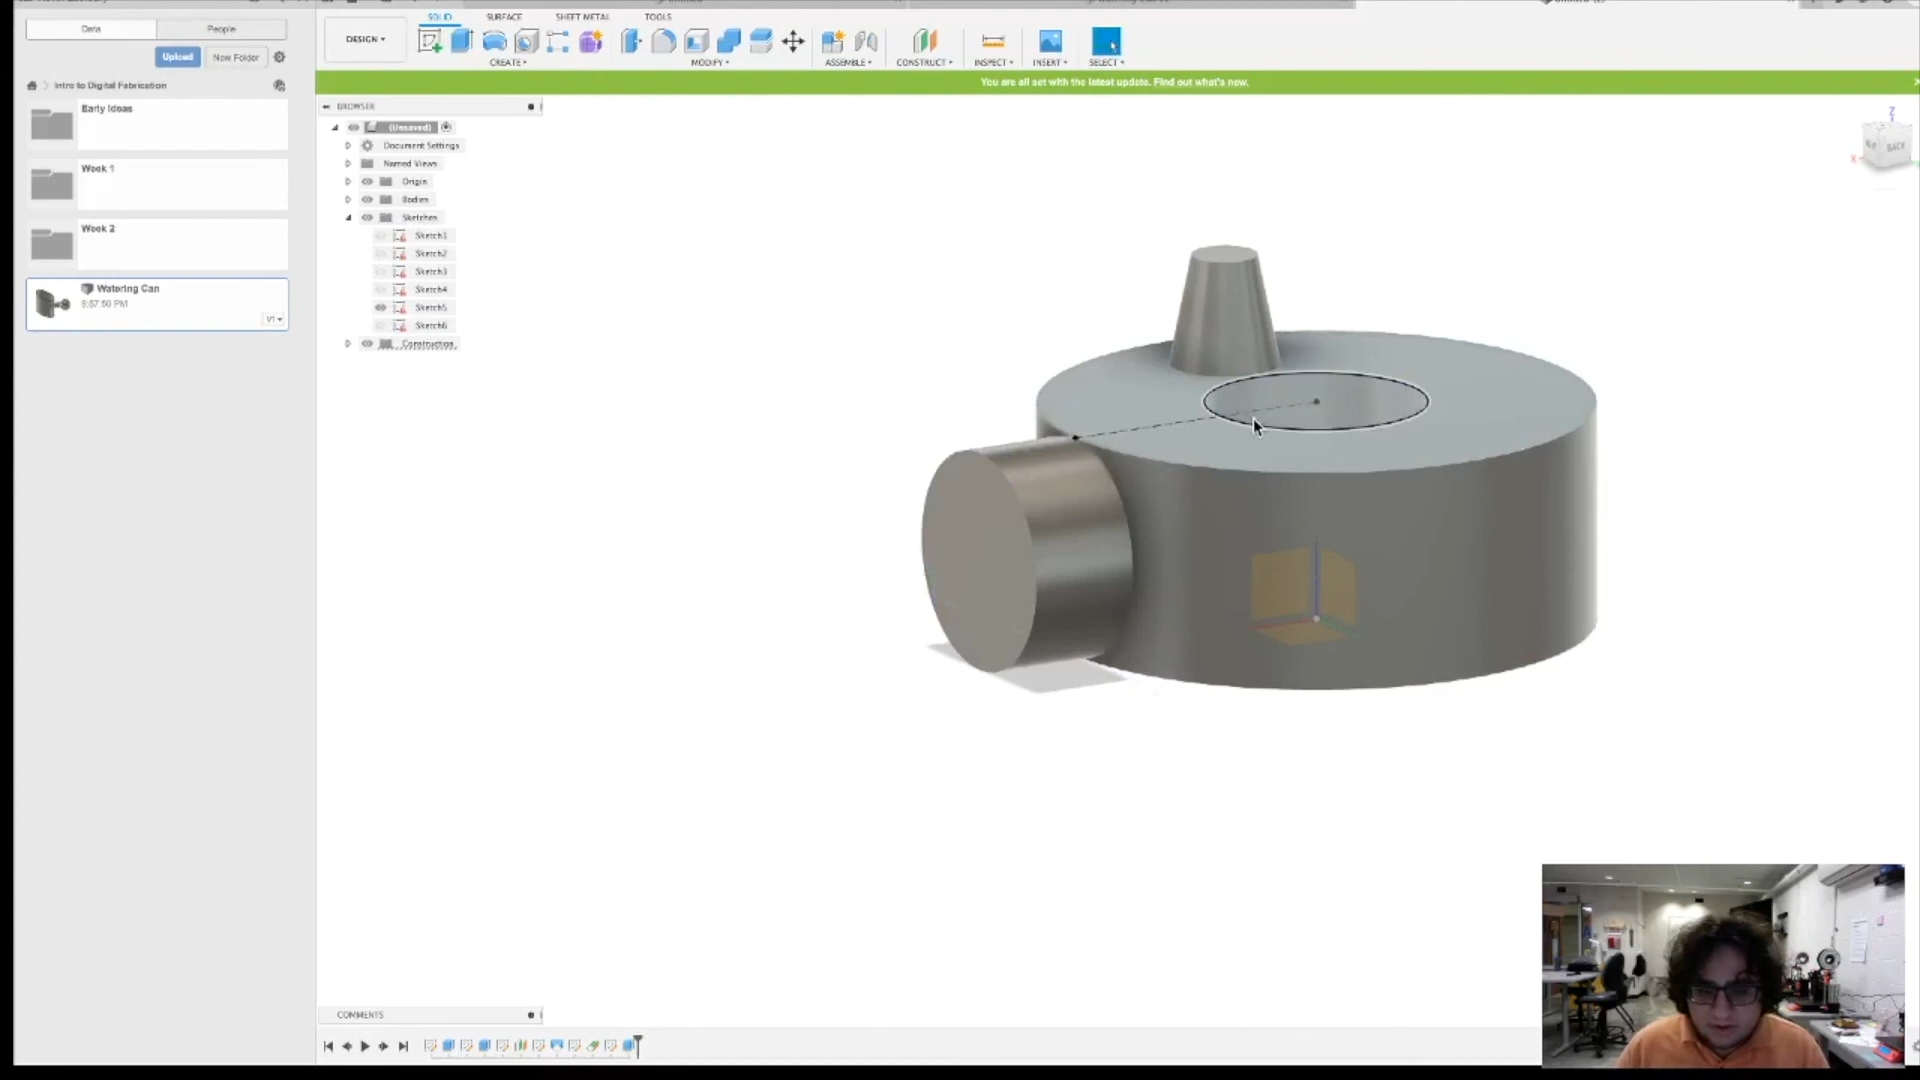 SOLID SURFACE SHEET METAL TOOLS
Data People
DESIGN
Upload New Folder
CREATE MODIFY ASSEMBLE CONSTRUCT INSPECT INSERT SELECT
Intro to Digital Fabrication
You are all set with the latest update. Find out what's new.
BROWSER
Early Ideas
(Unsaved)
Document Settings
Named Views
Week 1
Origin
Bodies
Sketches
Week 2
Sketch1
Sketch2
Sketch3
Watering Can
Sketch4
Sketch5
V1
Sketch6
Construction
Z
X
BACK
COMMENTS